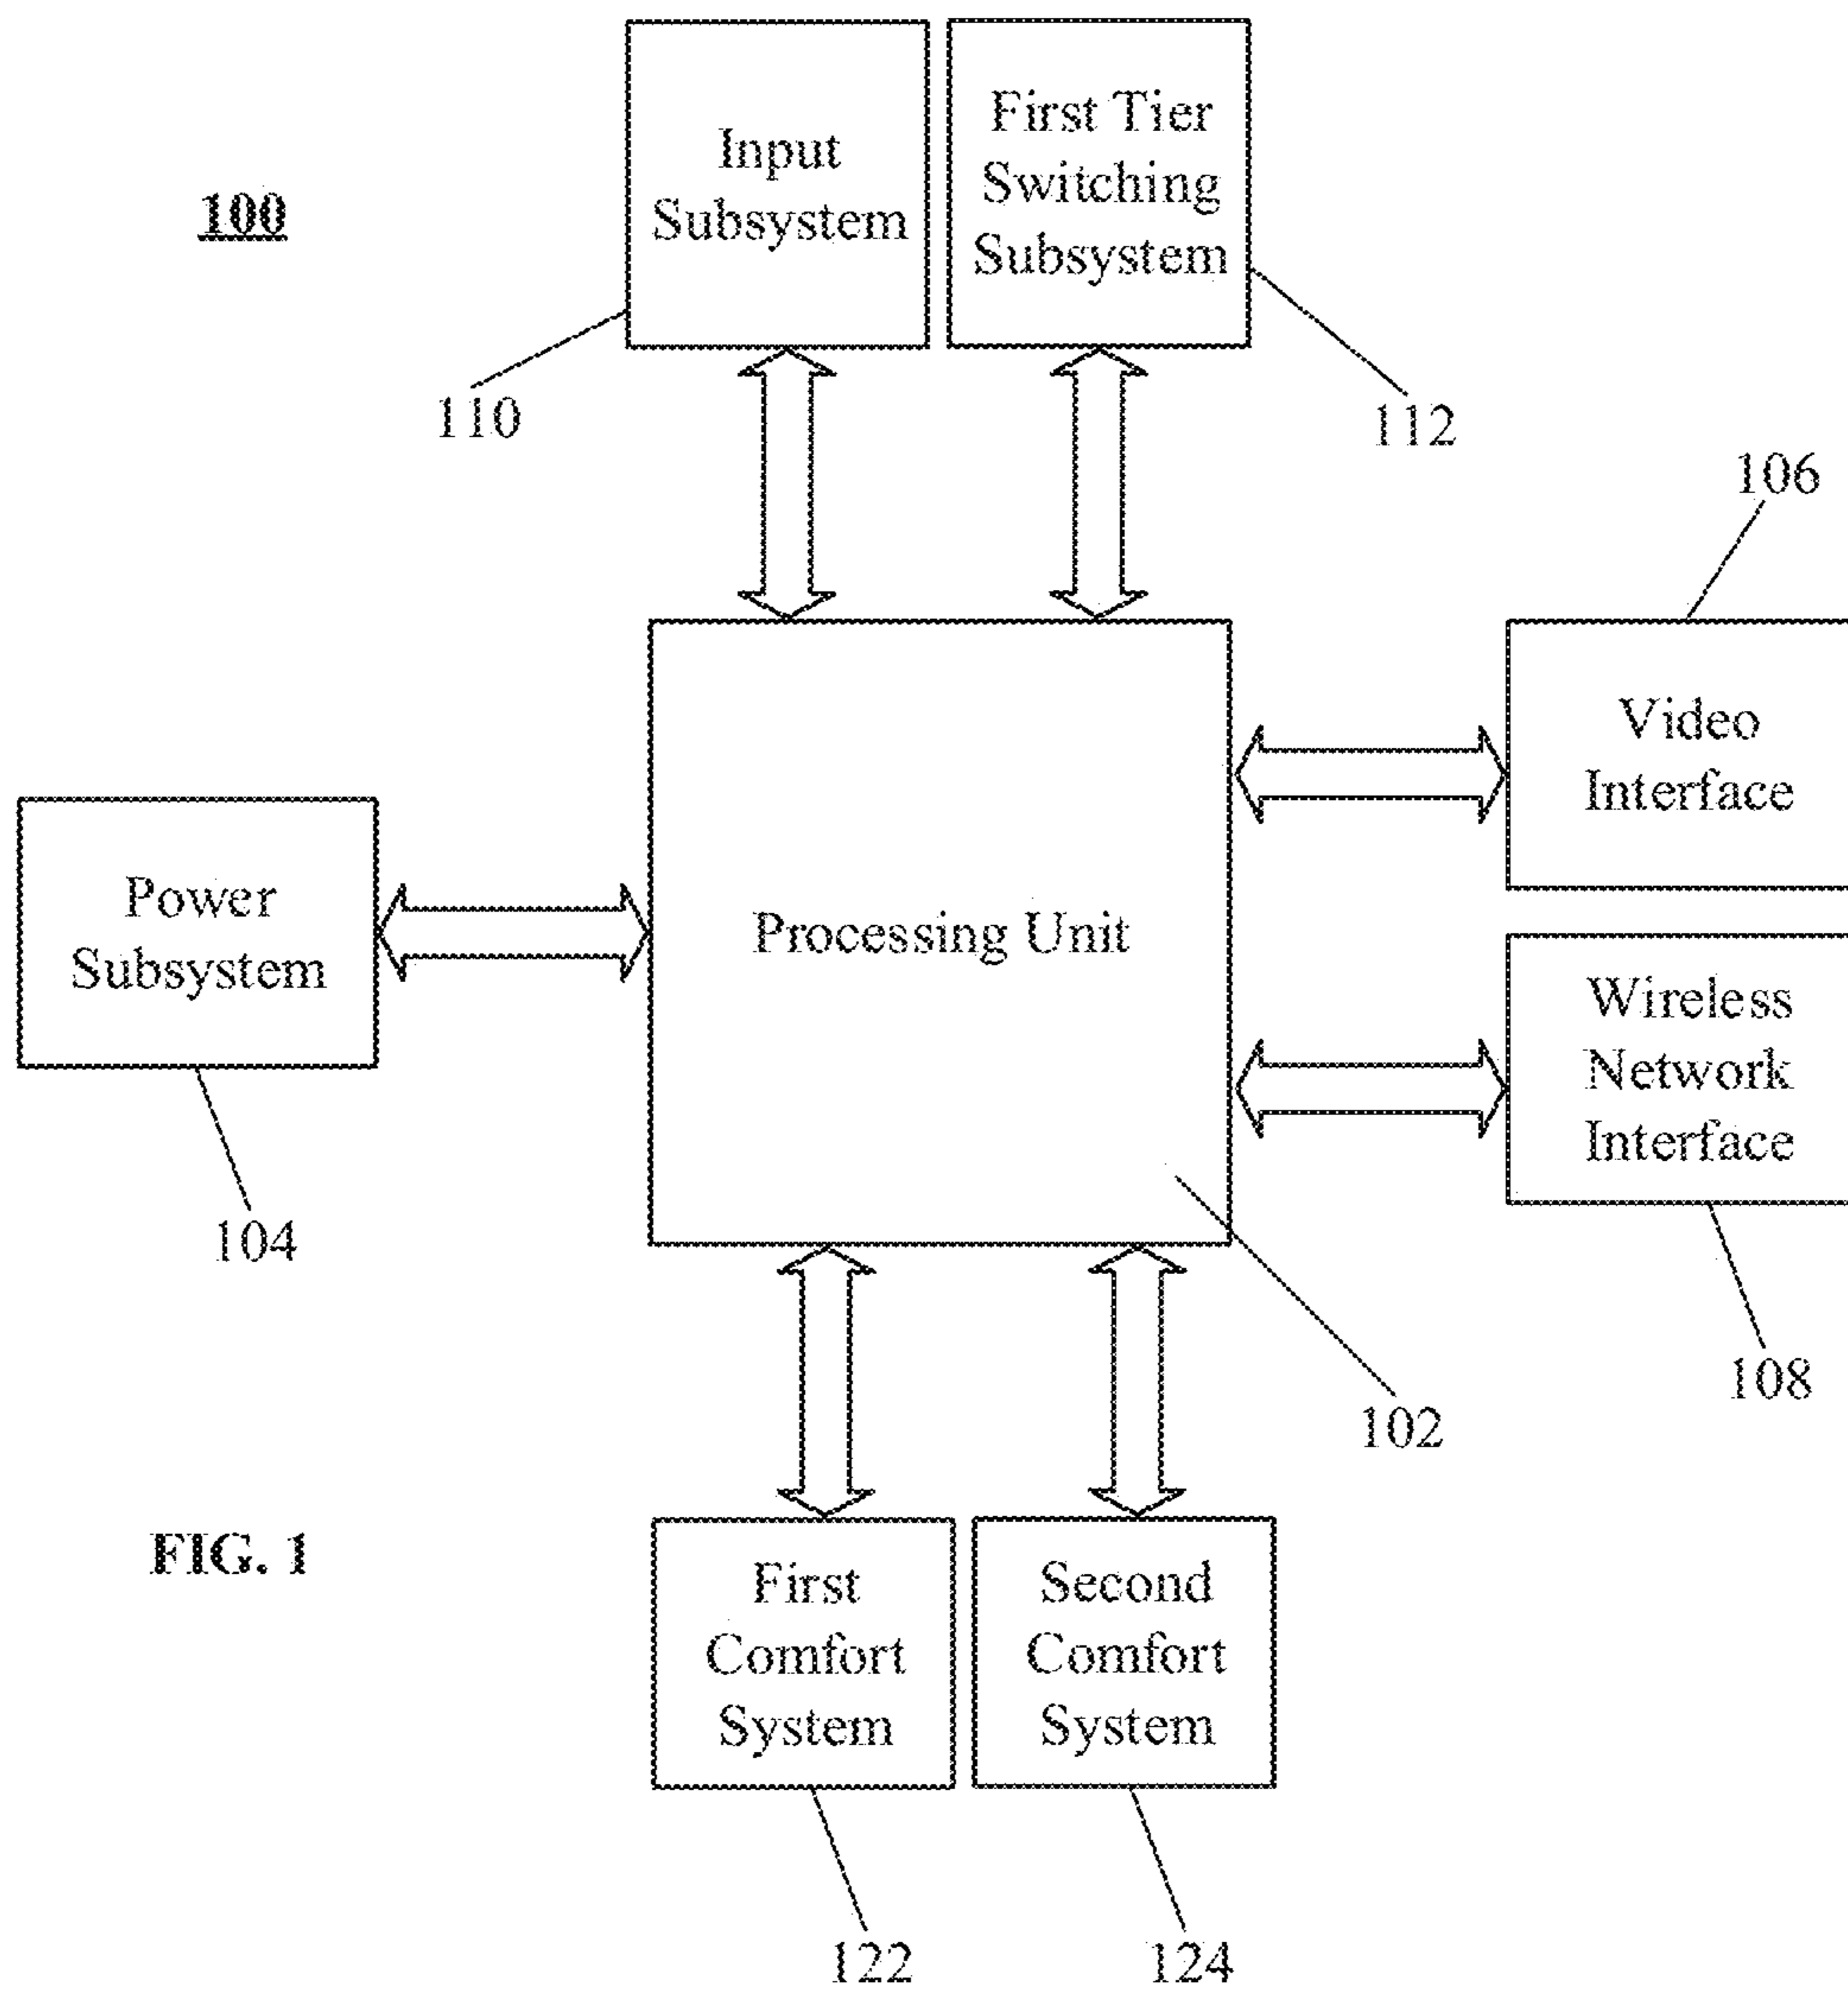 100
Input
Subsystem
First Tier
Switching
Subsystem
110
112
106
Video
Interface
Power
Subsystem
Processing Unit
Wireless
Network
Interface
104
108
102
FIG. 1
First
Comfort
System
Second
Comfort
System
122
124